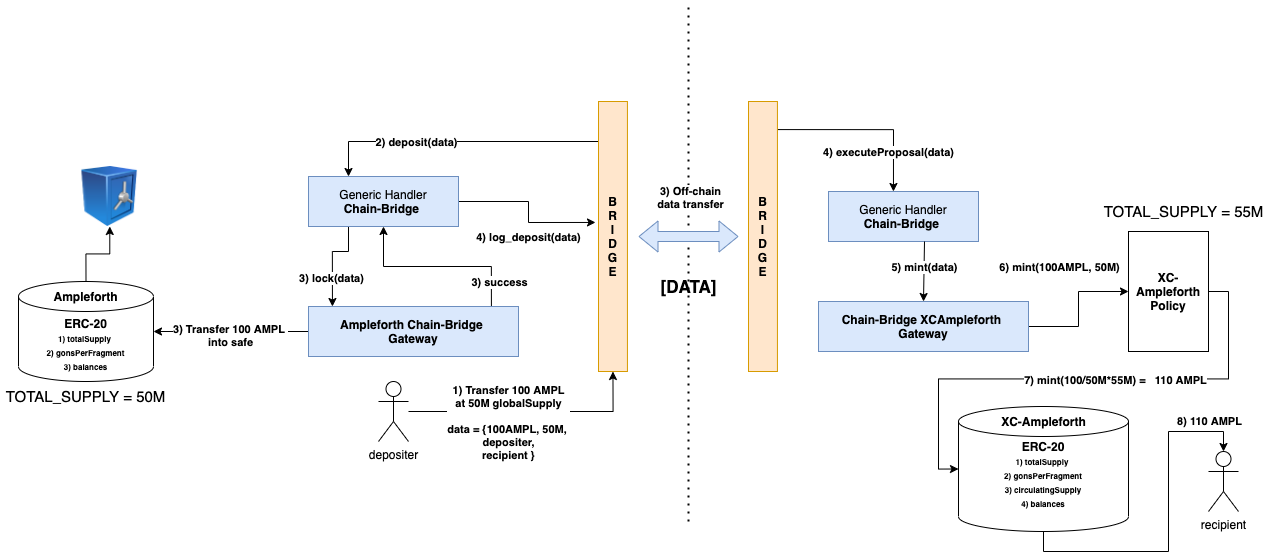 2) deposit(data)
Generic Handler
Chain-Bridge
4) log_deposit(data)
3) lock(data)
3) success
Ampleforth Chain-Bridge
Gateway
3) Transfer 100 AMPL
into safe
Ampleforth
ERC-20
1) totalSupply
2) gonsPerFragment
3) balances
TOTAL_SUPPLY = 50M
depositer
1) Transfer 100 AMPL
at 50M globalSupply
data = {100AMPL, 50M,
depositer,
recipient }
B
R
I
D
G
E
3) Off-chain
data transfer
[DATA]
B
R
I
D
G
E
4) executeProposal(data)
Generic Handler
Chain-Bridge
5) mint(data)
Chain-Bridge XCAmpleforth
Gateway
6) mint(100AMPL, 50M)
TOTAL_SUPPLY = 55M
XC-
Ampleforth
Policy
7) mint(100/50M*55M) = 110 AMPL
XC-Ampleforth
ERC-20
1) totalSupply
2) gonsPerFragment
3) circulatingSupply
4) balances
8) 110 AMPL
recipient